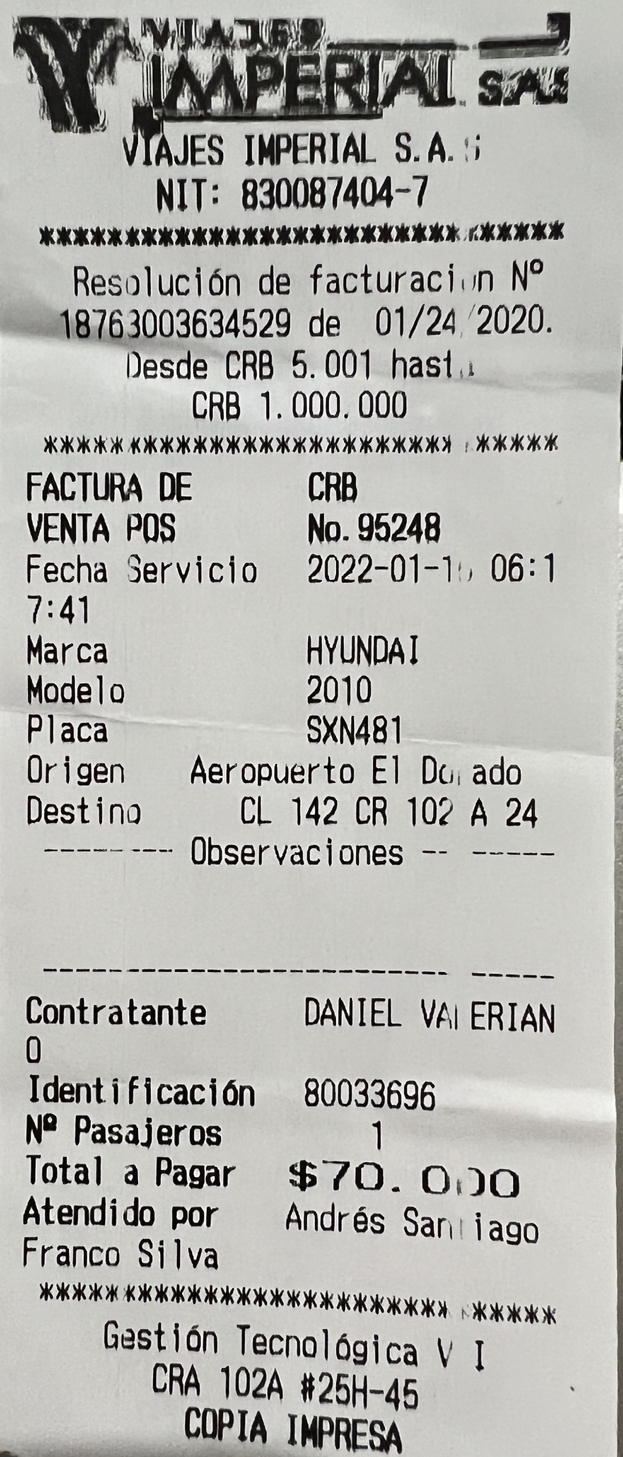 VIAJES
IMPERIAL S.A.S
VIAJES IMPERIAL S.A.S
NIT: 830087404-7
*******************************
Resolución de facturación Nº
18763003634529 de 01/24/2020.
Desde CRB 5.001 hasta
CRB 1.000.000
*******************************
FACTURA DE CRB
VENTA POS No. 95248
Fecha Servicio 06:1
7:41
Marca HYUNDAI
Modelo 2010
Placa SXN481
Origen Aeropuerto El Dorado
Destino CL 142 CR 102 A 24
-------- Observaciones -- -----
------------------------- -----
Contratante DANIEL VALERIAN
O
Identificación 80033696
Nº Pasajeros 1
Total a Pagar $70.000
Atendido por Andrés Santiago
Franco Silva
*******************************
Gestión Tecnológica V I
CRA 102A #25H-45
COPIA IMPRESA